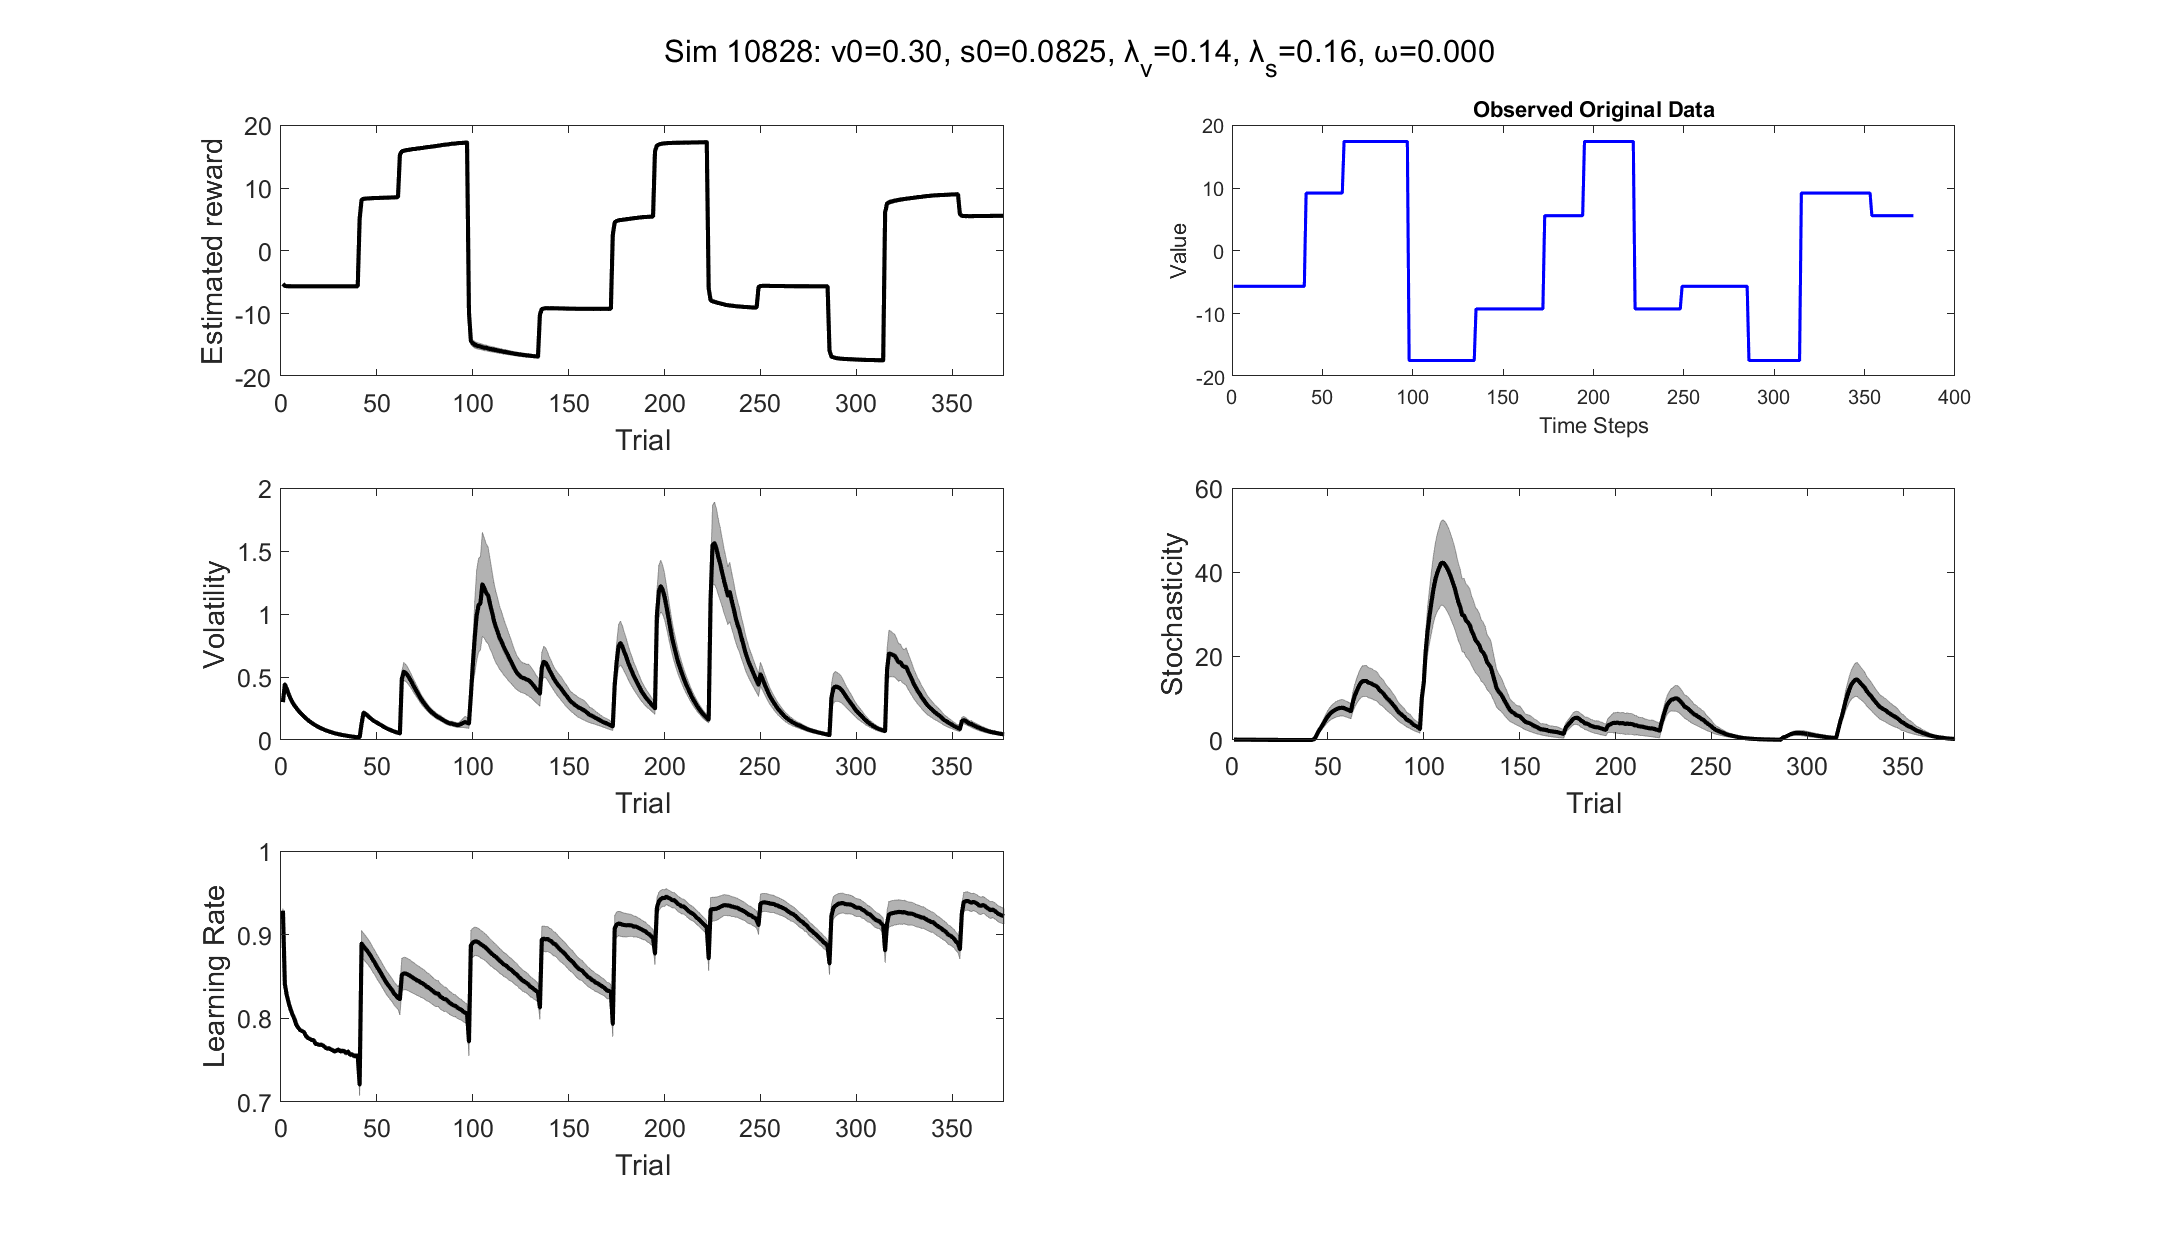 Sim 10828: v0=0.30, s0=0.0825, λv=0.14, λs=0.16, ω=0.000
Estimated reward
20
10
0
-10
-20
0 50 100 150 200 250 300 350
Trial
Observed Original Data
Value
20
10
0
-10
-20
0 50 100 150 200 250 300 350 400
Time Steps
Volatility
2
1.5
1
0.5
0
0 50 100 150 200 250 300 350
Trial
Stochasticity
60
40
20
0
0 50 100 150 200 250 300 350
Trial
Learning Rate
1
0.9
0.8
0.7
0 50 100 150 200 250 300 350
Trial